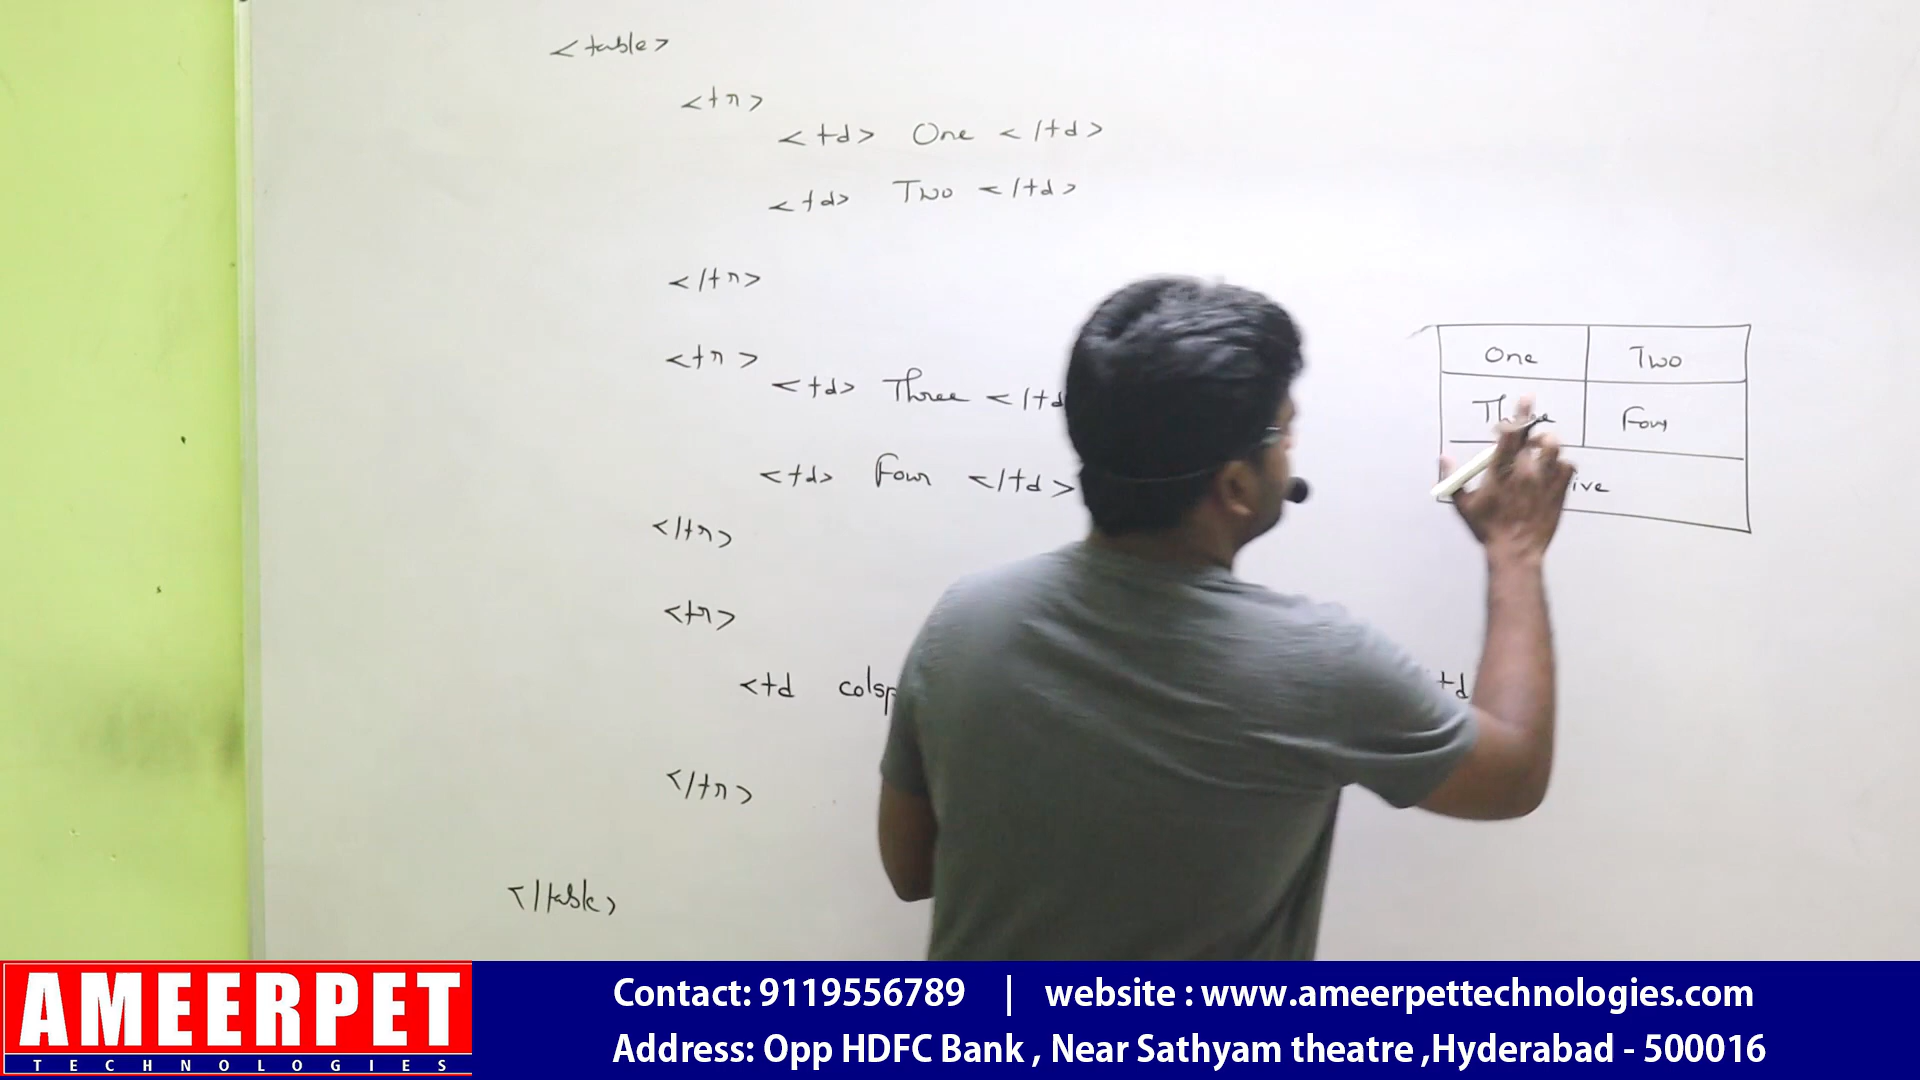 <table>
<tr>
<td> One </td>
<td> Two </td>
</tr>
<tr>
<td> Three </td
<td> Four </td>
</tr>
<tr>
<td colsp td
</tr>
</table>
One Two
Three Four
ive
AMEERPET
TECHNOLOGIES
Contact: 9119556789 | website : www.ameerpettechnologies.com
Address: Opp HDFC Bank , Near Sathyam theatre ,Hyderabad - 500016